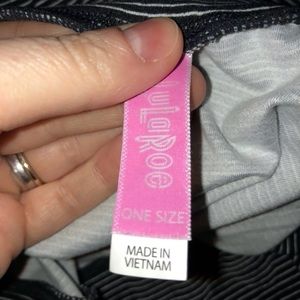 LuLaRoe
ONE SIZE
MADE IN
VIETNAM